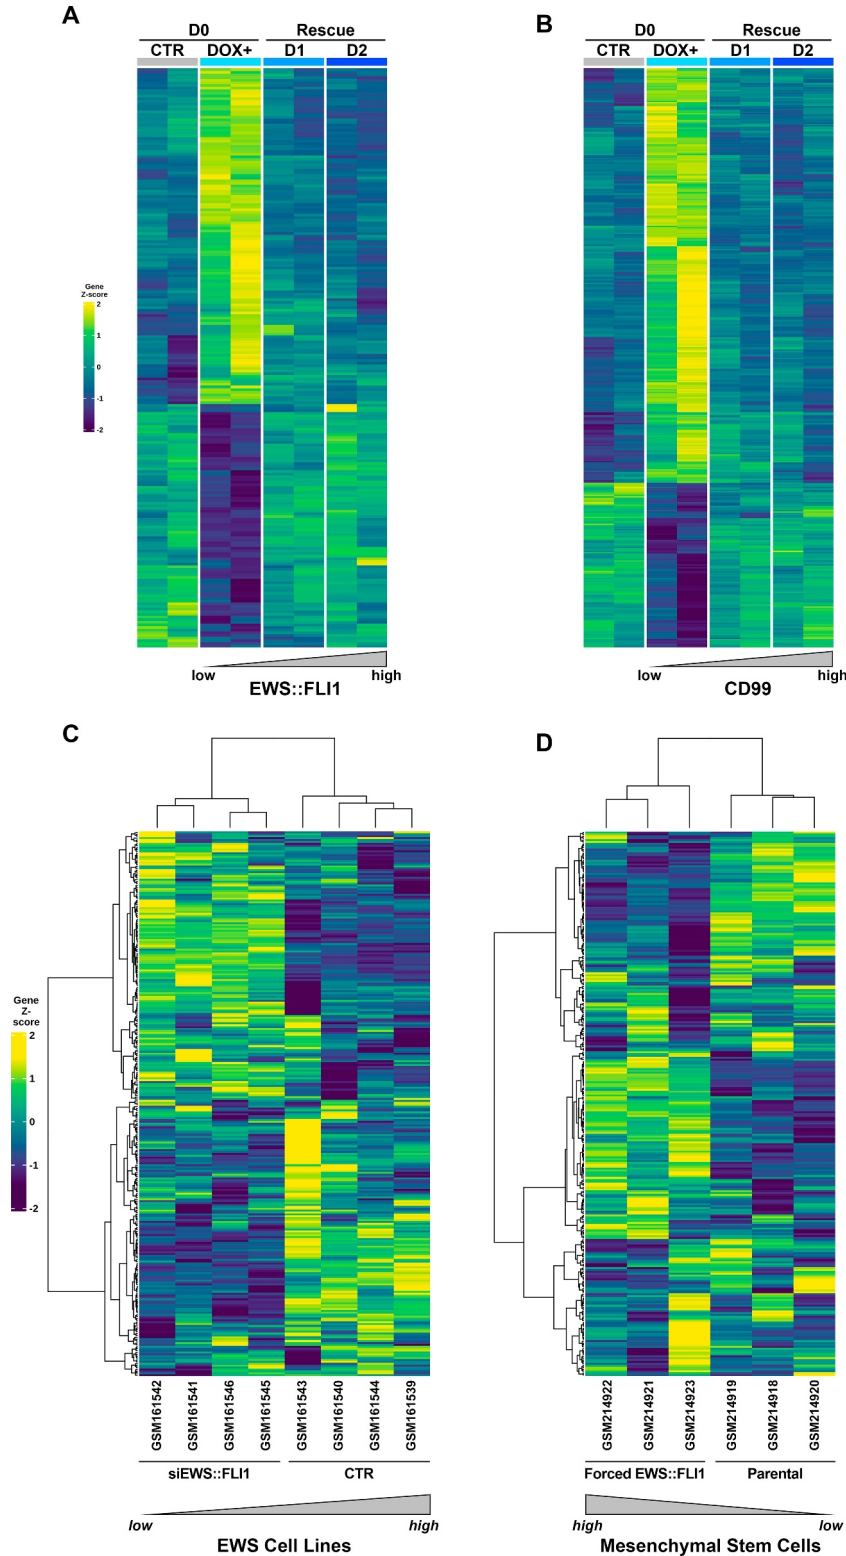 A
D0 Rescue
CTR DOX+ D1 D2
Gene
Z-score
2
1
0
-1
-2
low high
EWS::FLI1
B
D0 Rescue
CTR DOX+ D1 D2
low high
CD99
C
Gene
Z-
score
2
1
0
-1
-2
GSM161542
GSM161541
GSM161546
GSM161545
GSM161543
GSM161540
GSM161544
GSM161539
siEWS::FLI1 CTR
low high
EWS Cell Lines
D
GSM214922
GSM214921
GSM214923
GSM214919
GSM214918
GSM214920
Forced EWS::FLI1 Parental
high low
Mesenchymal Stem Cells